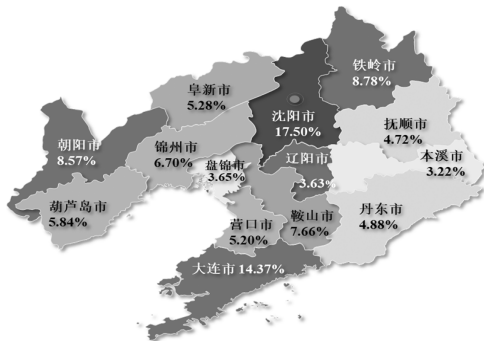 铁岭市
8.78%
阜新市
5.28%
沈阳市
17.50%
抚顺市
4.72%
朝阳市
8.57%
锦州市
6.70%
盘锦市
3.65%
辽阳市
3.63%
本溪市
3.22%
葫芦岛市
5.84%
营口市
5.20%
鞍山市
7.66%
丹东市
4.88%
大连市 14.37%